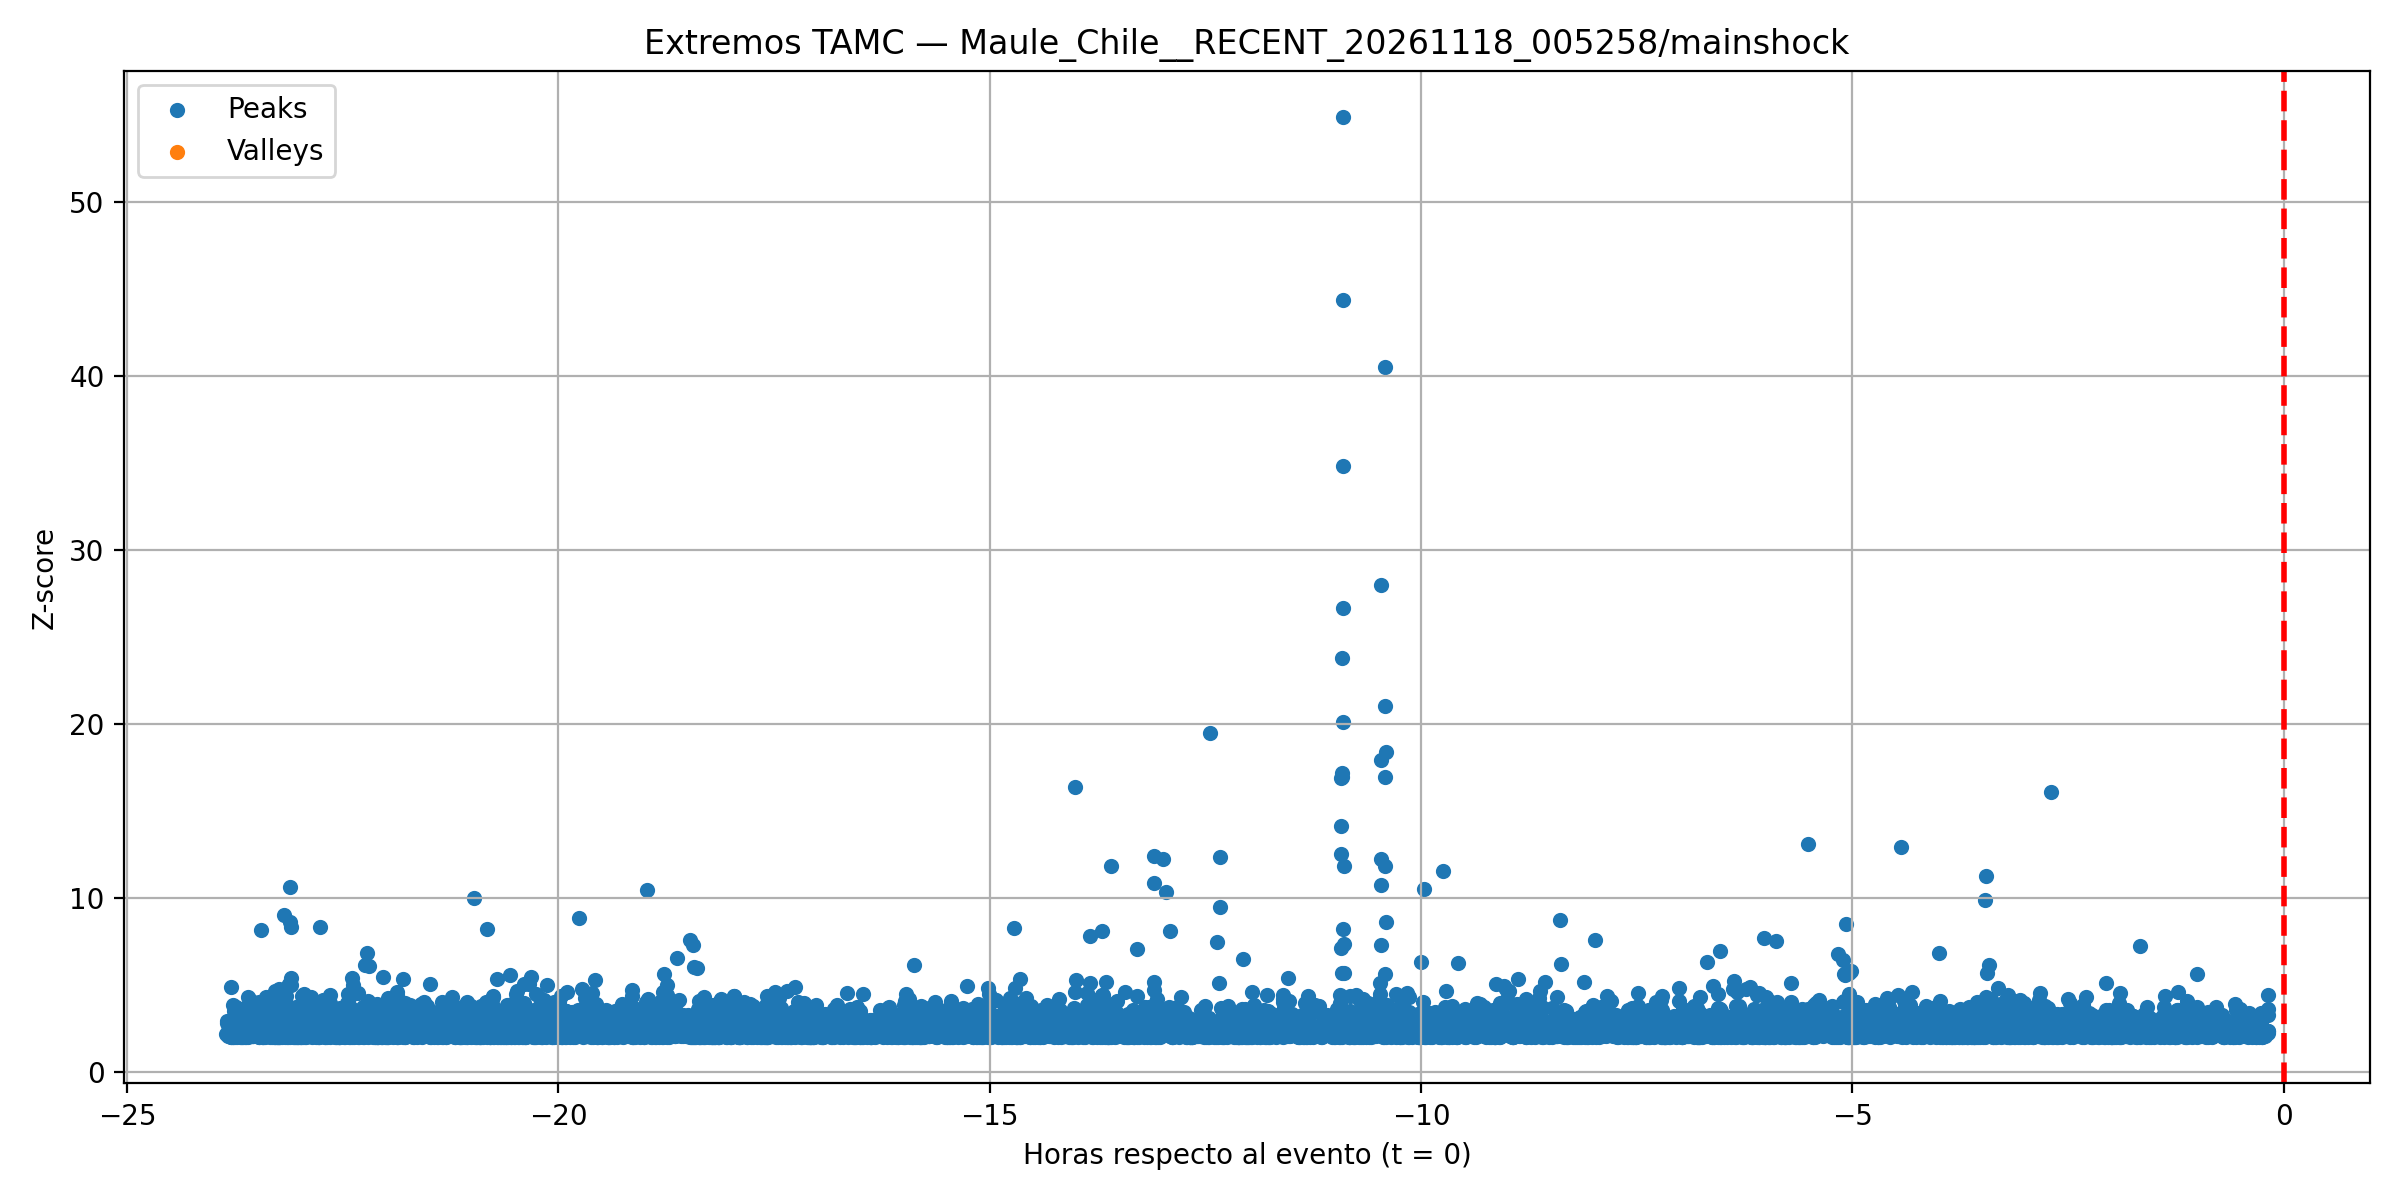 Extremos TAMC — Maule_Chile__RECENT_20261118_005258/mainshock
Peaks
Valleys
50
40
30
20
10
0
Z-score
−25
−20
−15
−10
−5
0
Horas respecto al evento (t = 0)